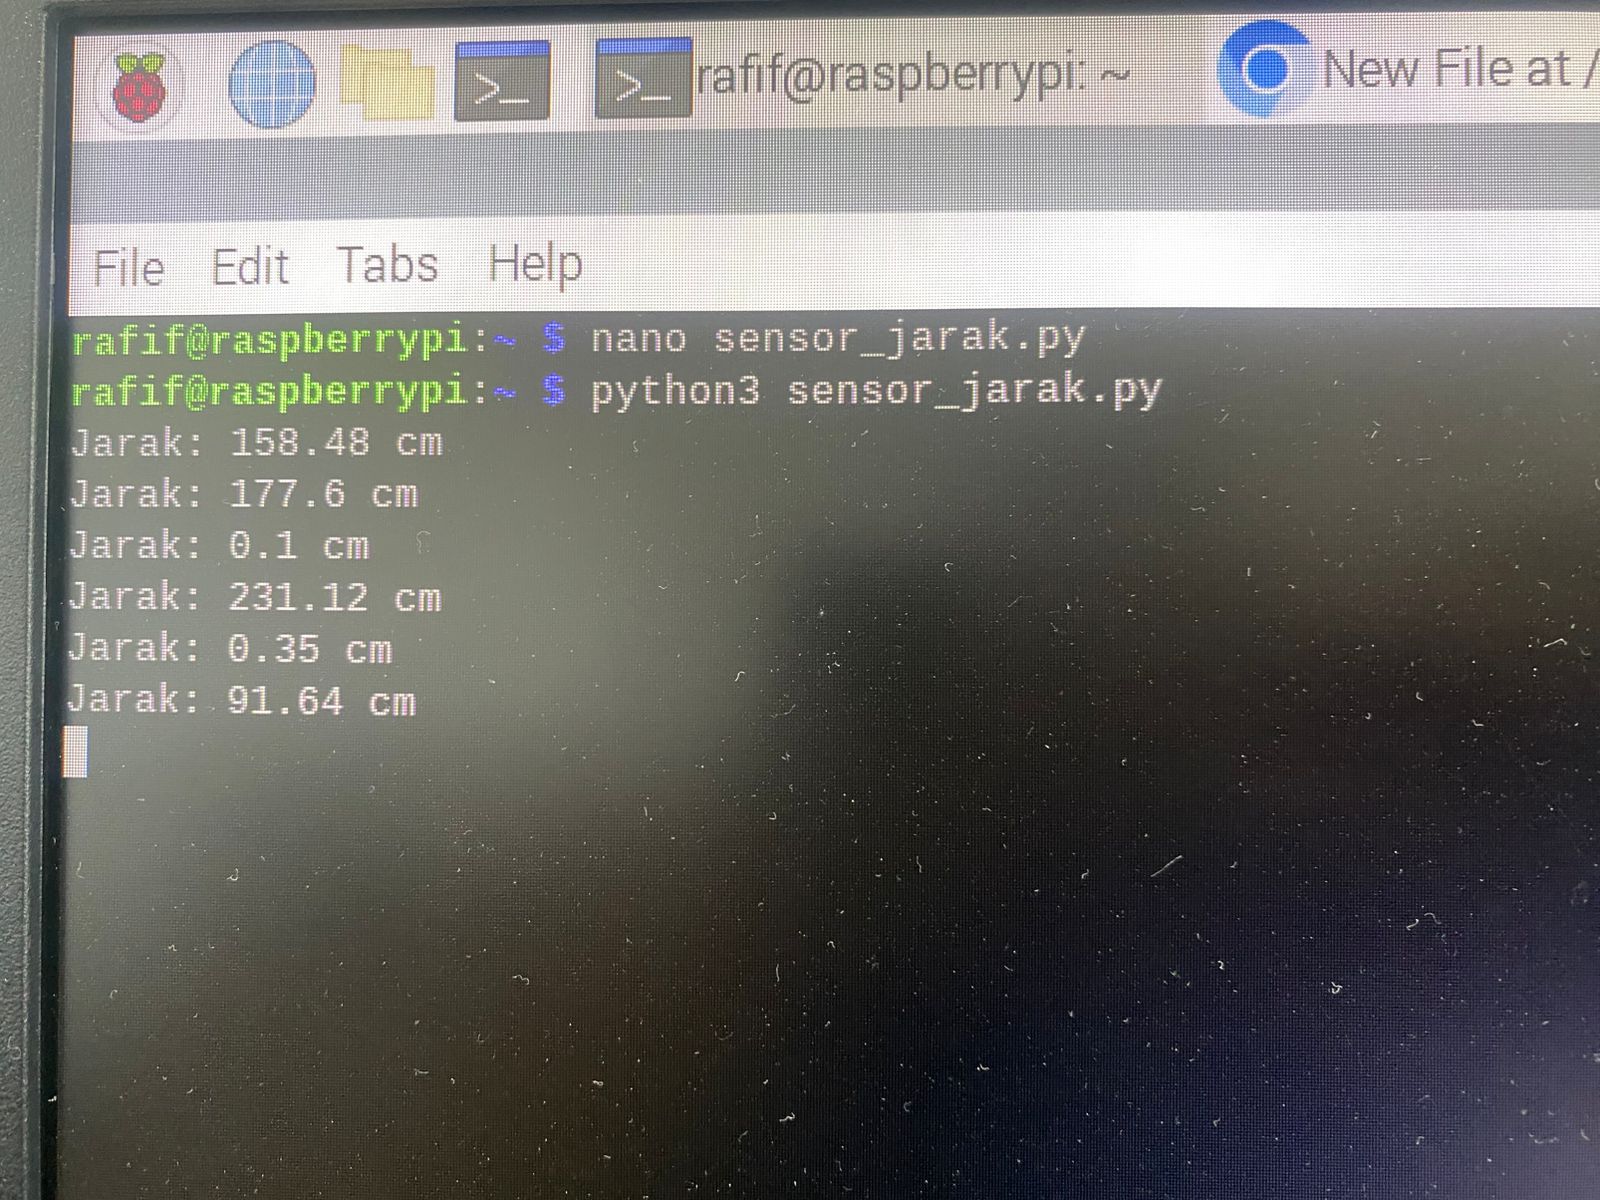 rafif@raspberrypi: ~
New File at /
File Edit Tabs Help
rafif@raspberrypi:~ $ nano sensor_jarak.py
rafif@raspberrypi:~ $ python3 sensor_jarak.py
Jarak: 158.48 cm
Jarak: 177.6 cm
Jarak: 0.1 cm
Jarak: 231.12 cm
Jarak: 0.35 cm
Jarak: 91.64 cm